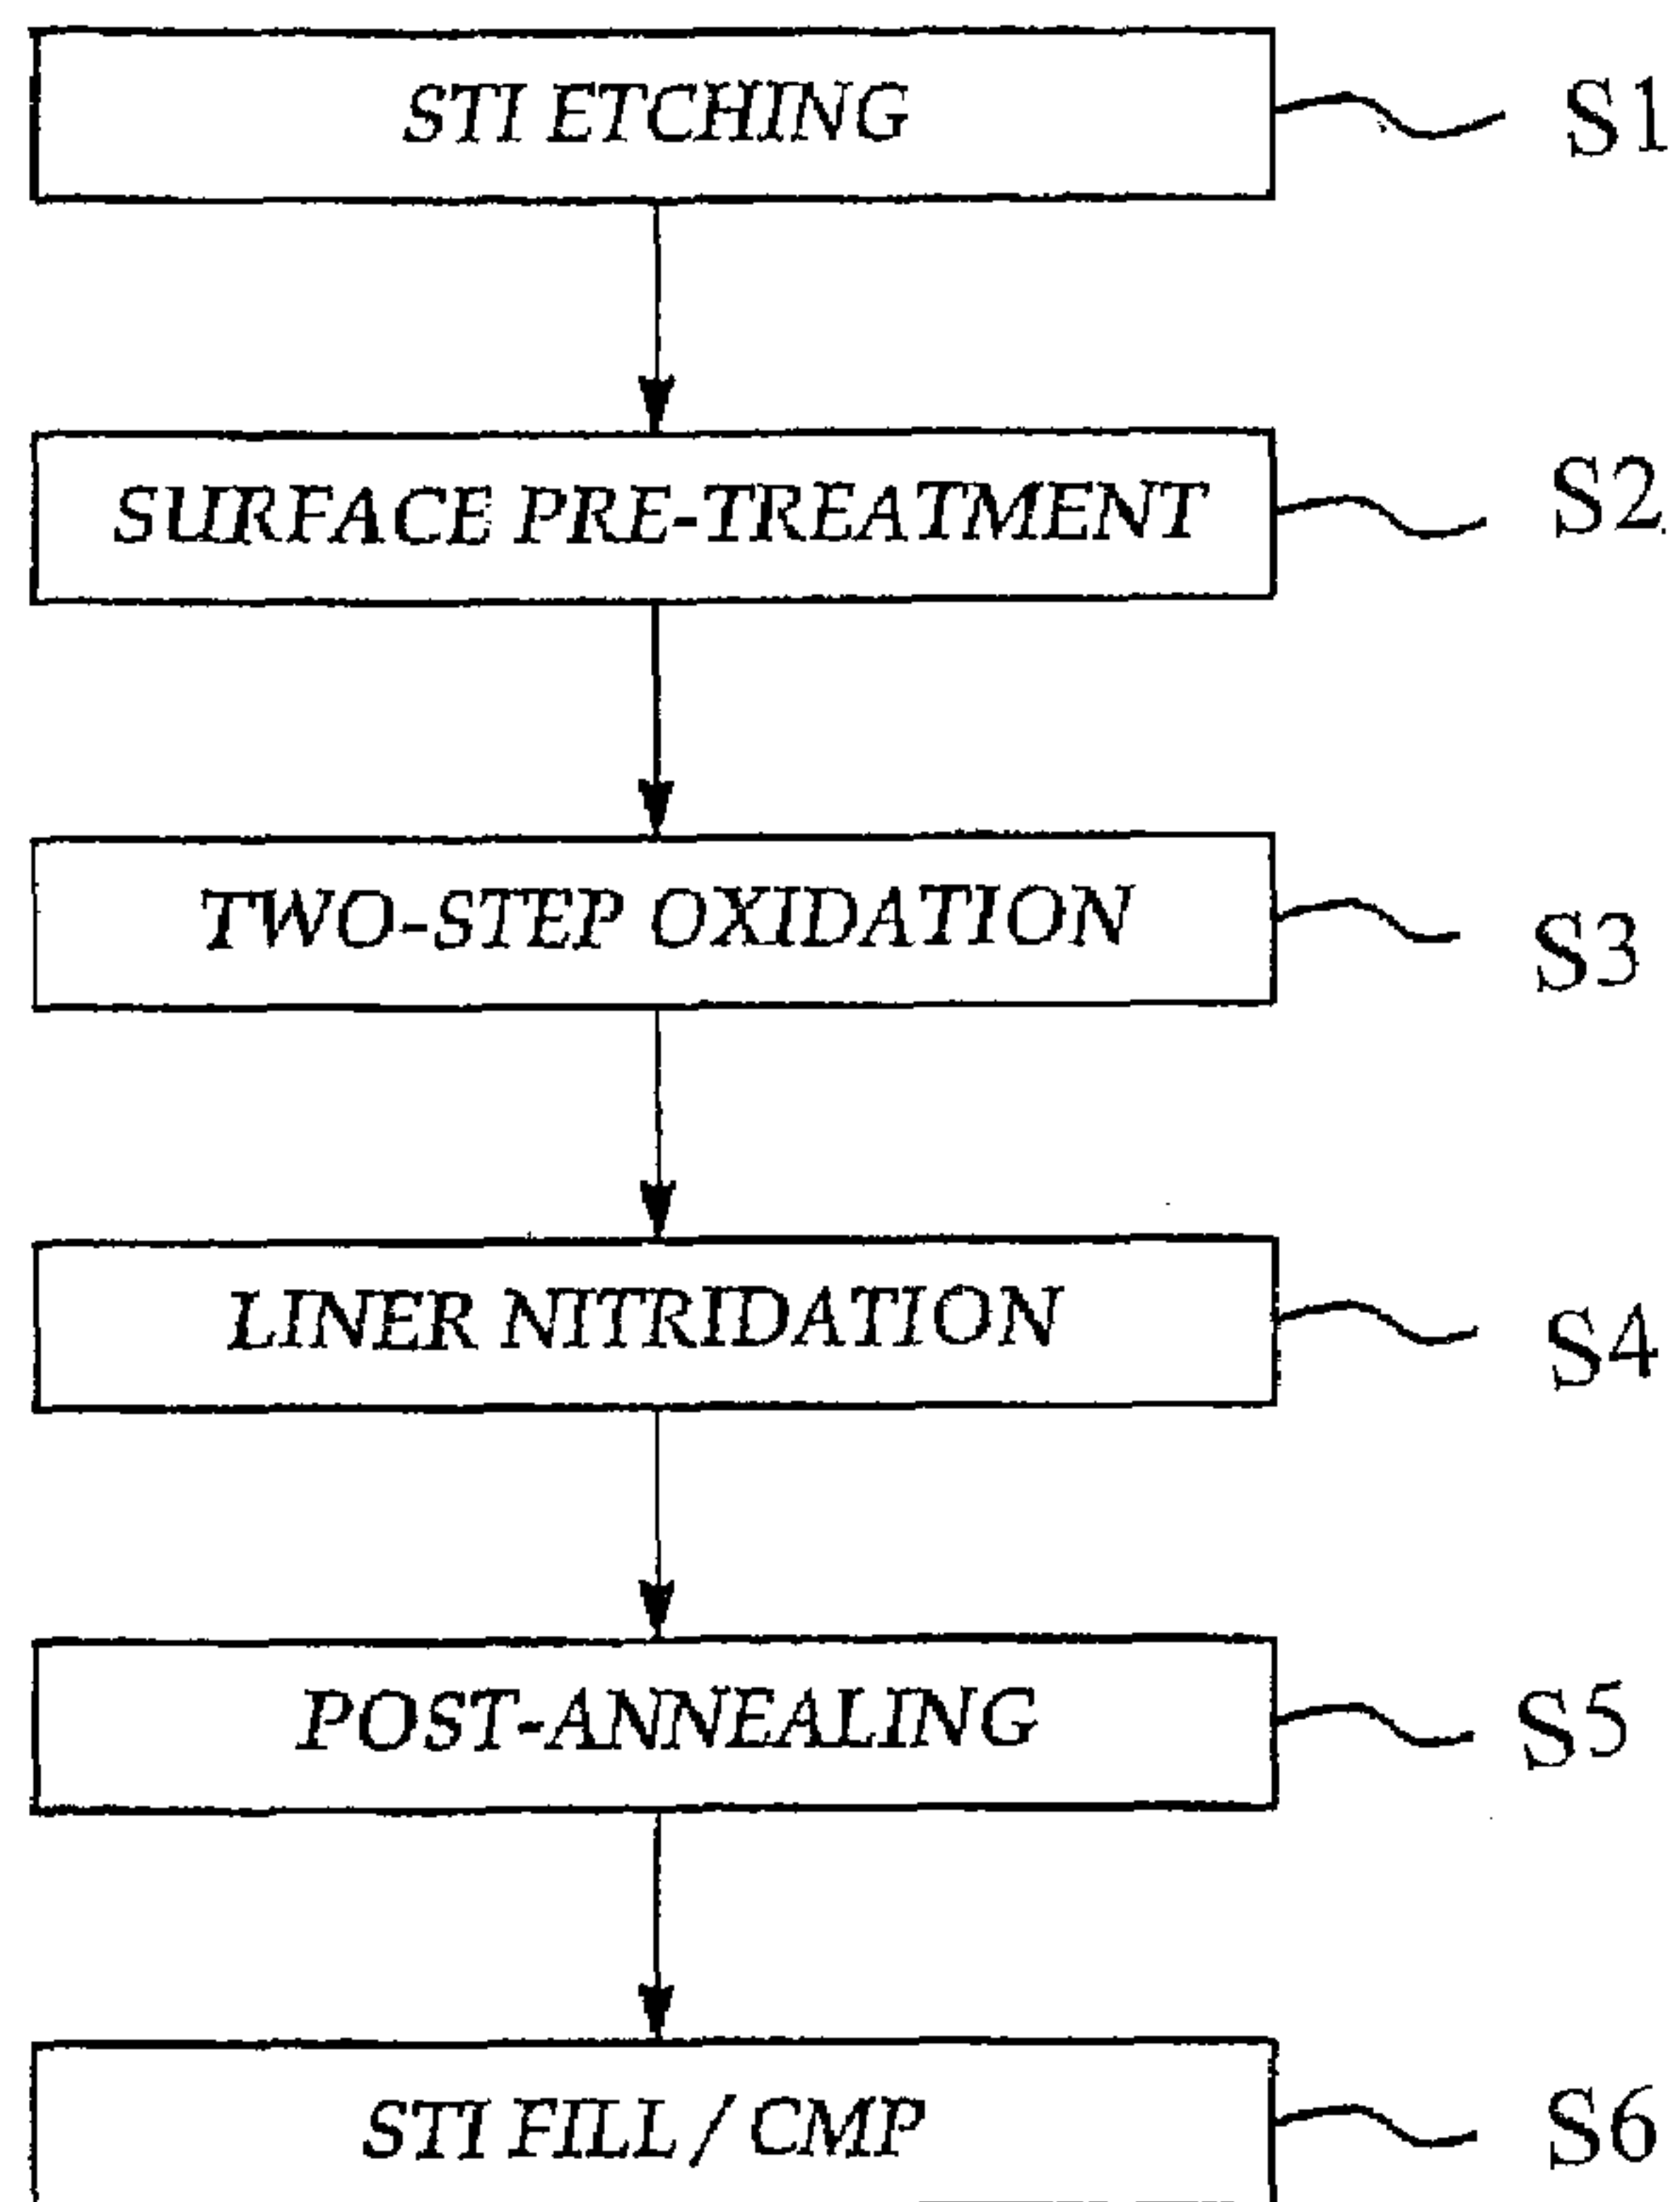 STI ETCHING S1
SURFACE PRE-TREATMENT S2
TWO-STEP OXIDATION S3
LINER NITRIDATION S4
POST-ANNEALING S5
STI FILL / CMP S6